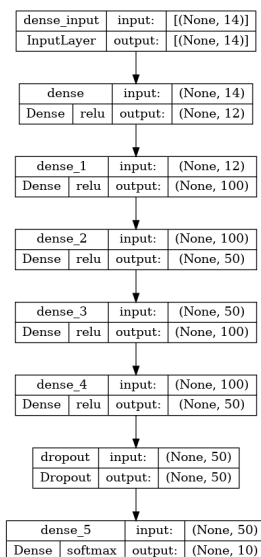 dense_input input: [(None, 14)]
InputLayer output: [(None, 14)]
dense input: (None, 14)
Dense relu output: (None, 12)
dense_1 input: (None, 12)
Dense relu output: (None, 100)
dense_2 input: (None, 100)
Dense relu output: (None, 50)
dense_3 input: (None, 50)
Dense relu output: (None, 100)
dense_4 input: (None, 100)
Dense relu output: (None, 50)
dropout input: (None, 50)
Dropout output: (None, 50)
dense_5 input: (None, 50)
Dense softmax output: (None, 10)